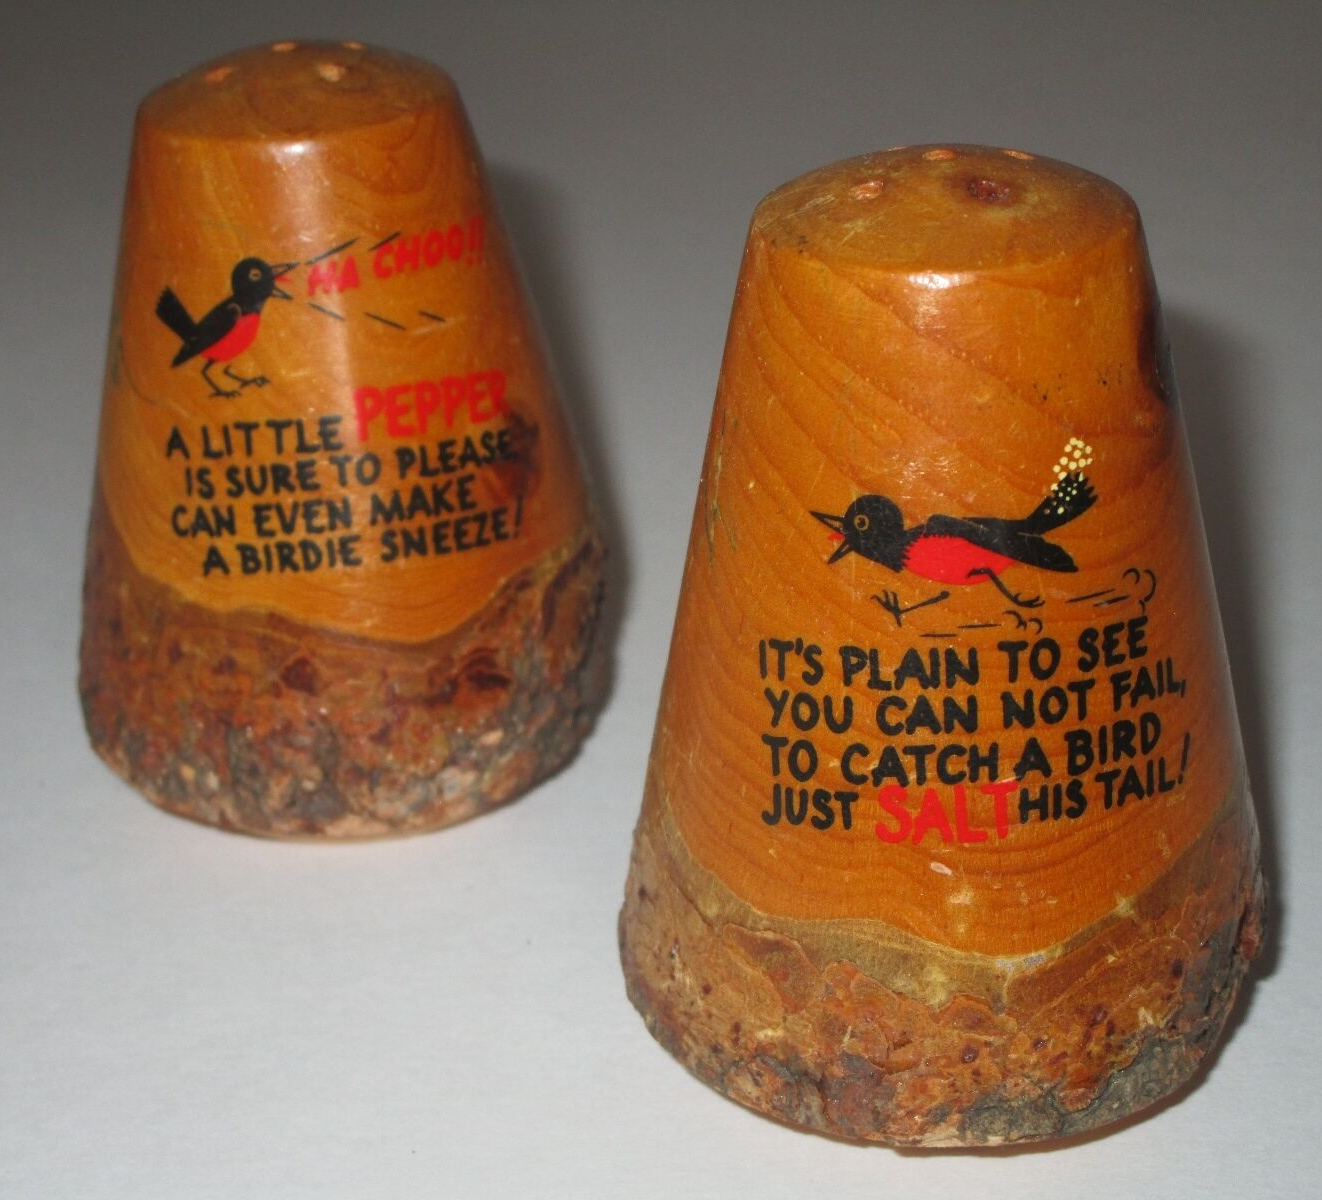 HA CHOO!!
A LITTLE PEPPER
IS SURE TO PLEASE,
CAN EVEN MAKE
A BIRDIE SNEEZE!
IT'S PLAIN TO SEE
YOU CAN NOT FAIL,
TO CATCH A BIRD
JUST SALT HIS TAIL!